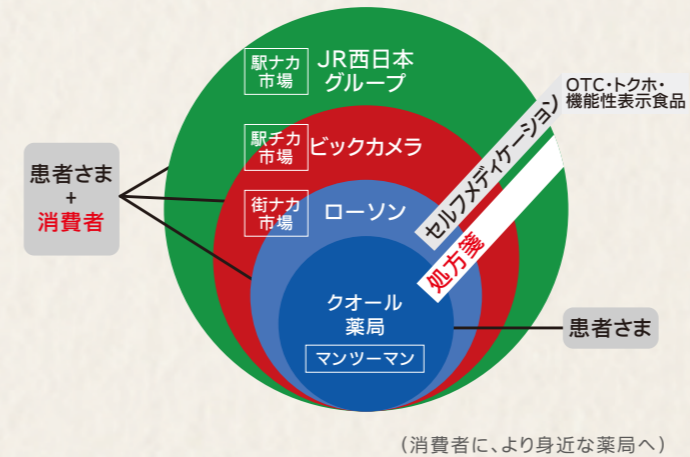 駅ナカ
市場
JR西日本
グループ
OTC・トクホ・
機能性表示食品
セルフメディケーション
駅チカ
市場
ビックカメラ
患者さま
+
消費者
街ナカ
市場
ローソン
処方箋
クオール
薬局
マンツーマン
患者さま
(消費者に、より身近な薬局へ)